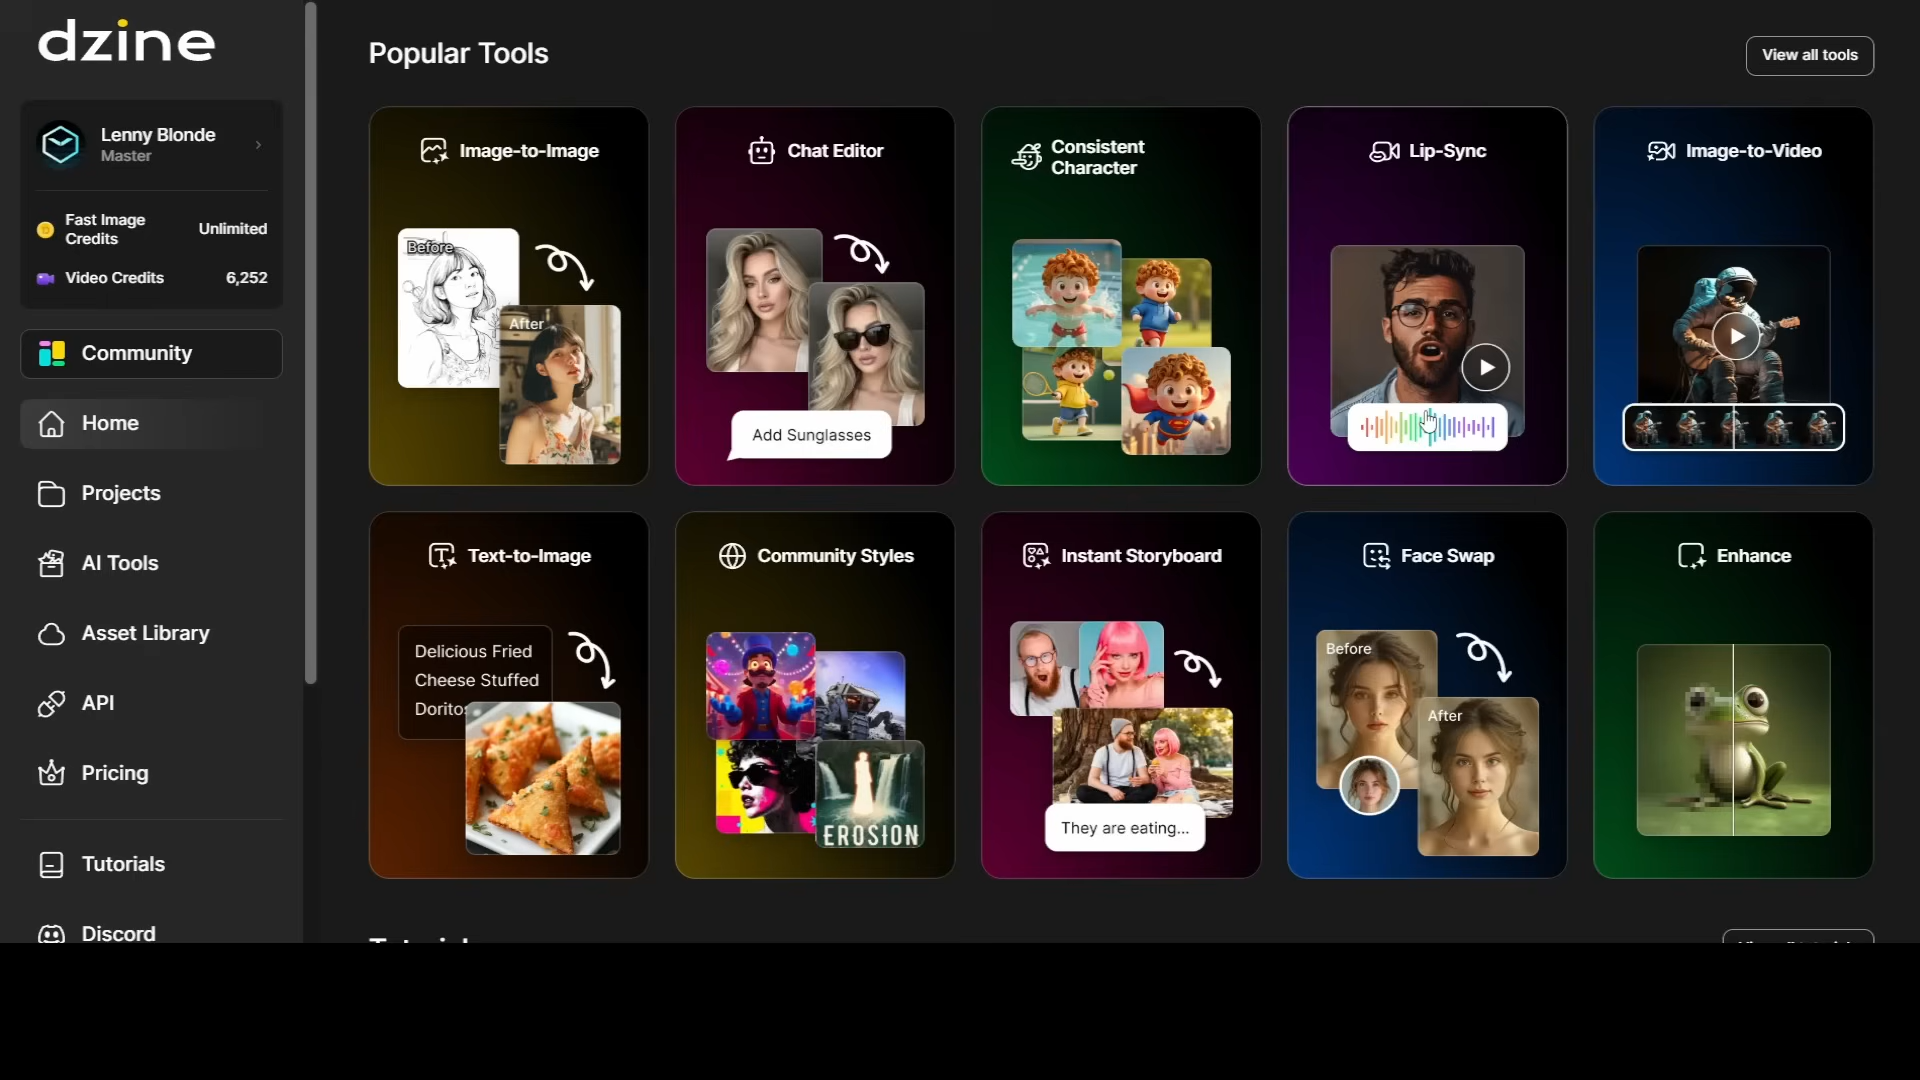 dzine
Lenny Blonde
Master
Fast Image
Credits
Unlimited
Video Credits
6,252
Community
Home
Projects
AI Tools
Asset Library
API
Pricing
Tutorials
Discord
Popular Tools
View all tools
Image-to-Image
Before
After
Chat Editor
Add Sunglasses
Consistent
Character
Lip-Sync
Image-to-Video
Text-to-Image
Delicious Fried
Cheese Stuffed
Doritos
Community Styles
EROSION
Instant Storyboard
They are eating...
Face Swap
Before
After
Enhance